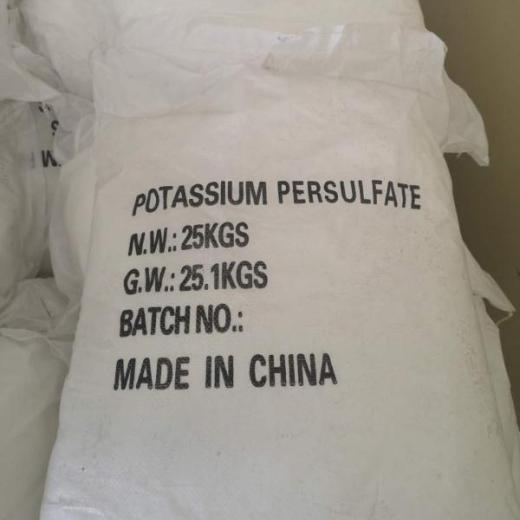 POTASSIUM PERSULFATE
N.W.: 25KGS
G.W.: 25.1KGS
BATCH NO.:
MADE IN CHINA